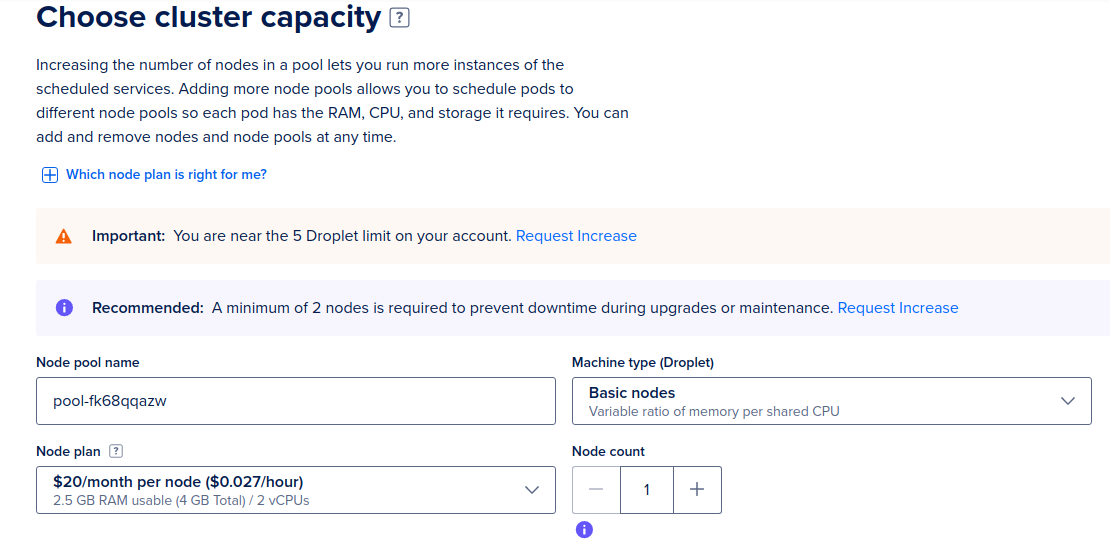 Choose cluster capacity ?
Increasing the number of nodes in a pool lets you run more instances of the
scheduled services. Adding more node pools allows you to schedule pods to
different node pools so each pod has the RAM, CPU, and storage it requires. You can
add and remove nodes and node pools at any time.
Which node plan is right for me?
Important: You are near the 5 Droplet limit on your account. Request Increase
Recommended: A minimum of 2 nodes is required to prevent downtime during upgrades or maintenance. Request Increase
Node pool name
pool-fk68qqazw
Machine type (Droplet)
Basic nodes
Variable ratio of memory per shared CPU
Node plan ?
$20/month per node ($0.027/hour)
2.5 GB RAM usable (4 GB Total) / 2 vCPUs
Node count
1